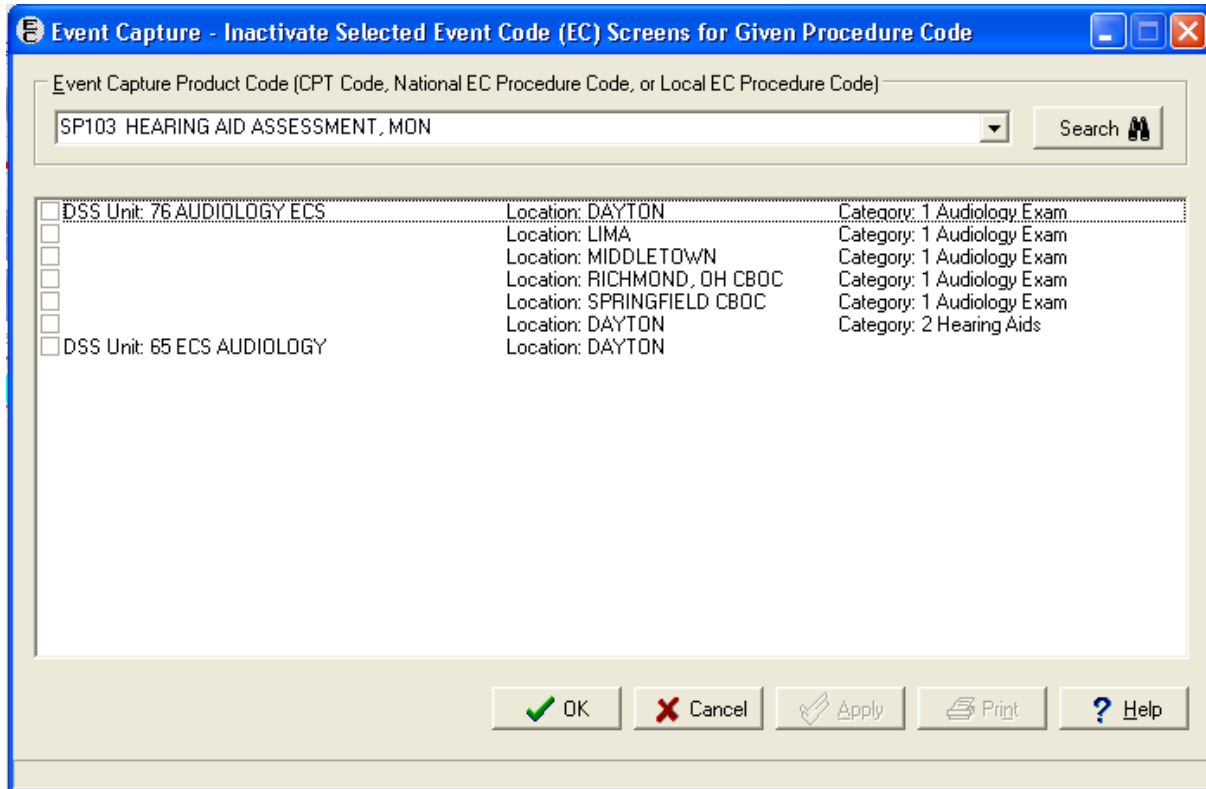 Event Capture - Inactivate Selected Event Code (EC) Screens for Given Procedure Code
Event Capture Product Code (CPT Code, National EC Procedure Code, or Local EC Procedure Code)
SP103 HEARING AID ASSESSMENT, MON
Search
DSS Unit: 76 AUDIOLOGY ECS Location: DAYTON Category: 1 Audiology Exam
Location: LIMA Category: 1 Audiology Exam
Location: MIDDLETOWN Category: 1 Audiology Exam
Location: RICHMOND, OH CBOC Category: 1 Audiology Exam
Location: SPRINGFIELD CBOC Category: 1 Audiology Exam
Location: DAYTON Category: 2 Hearing Aids
DSS Unit: 65 ECS AUDIOLOGY Location: DAYTON
OK Cancel Apply Print ? Help